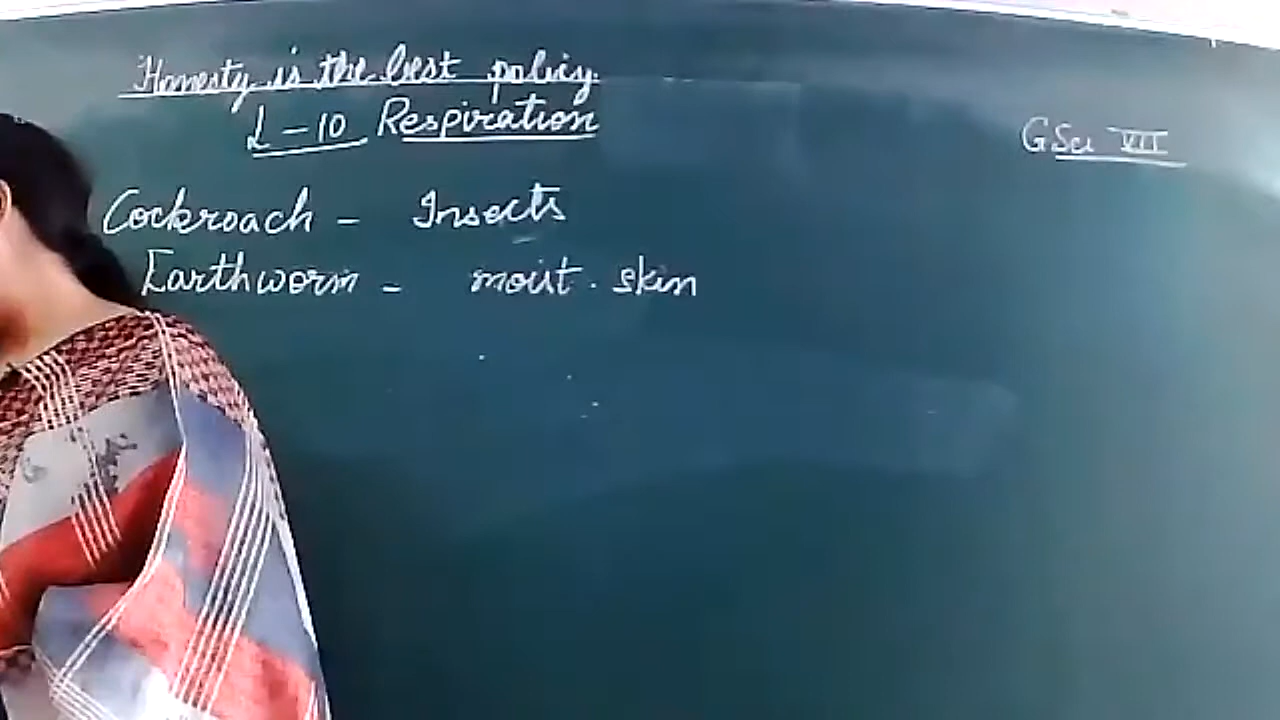 Honesty is the best policy.
L-10 Respiration
G Sci VII
Cockroach - Insects
Earthworm - moist. skin